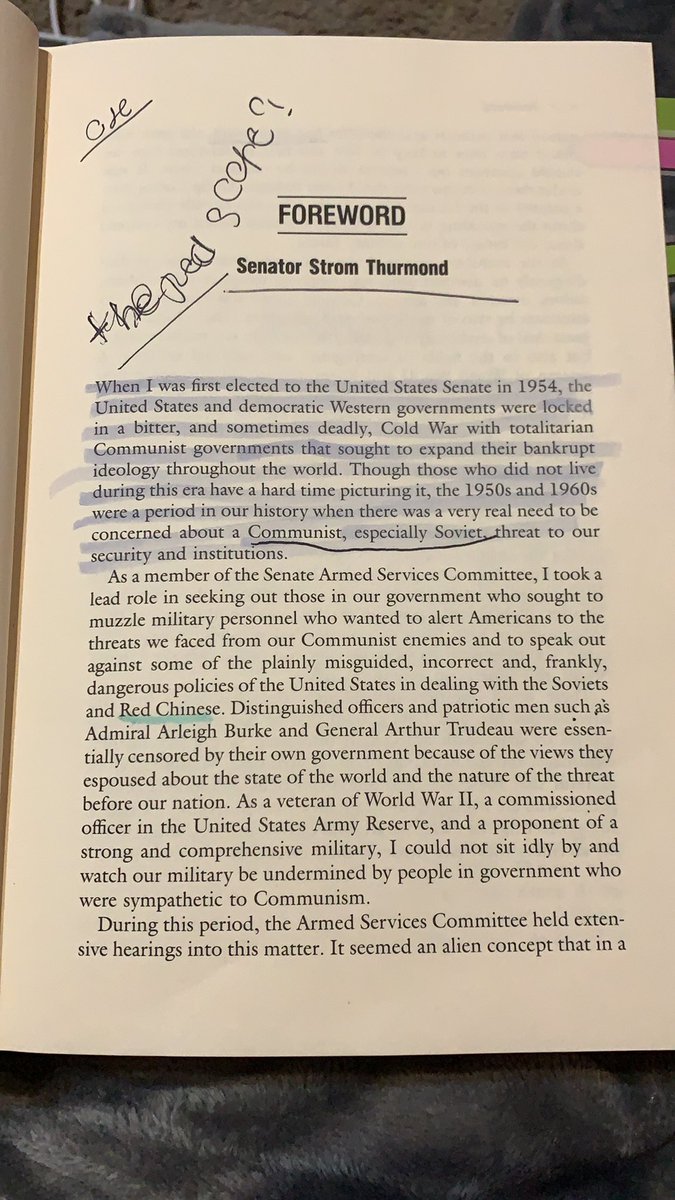 FOREWORD
Senator Strom Thurmond
When I was first elected to the United States Senate in 1954, the
United States and democratic Western governments were locked
in a bitter, and sometimes deadly, Cold War with totalitarian
Communist governments that sought to expand their bankrupt
ideology throughout the world. Though those who did not live
during this era have a hard time picturing it, the 1950s and 1960s
were a period in our history when there was a very real need to be
concerned about a Communist, especially Soviet, threat to our
security and institutions.
As a member of the Senate Armed Services Committee, I took a
lead role in seeking out those in our government who sought to
muzzle military personnel who wanted to alert Americans to the
threats we faced from our Communist enemies and to speak out
against some of the plainly misguided, incorrect and, frankly,
dangerous policies of the United States in dealing with the Soviets
and Red Chinese. Distinguished officers and patriotic men such as
Admiral Arleigh Burke and General Arthur Trudeau were essen-
tially censored by their own government because of the views they
espoused about the state of the world and the nature of the threat
before our nation. As a veteran of World War II, a commissioned
officer in the United States Army Reserve, and a proponent of a
strong and comprehensive military, I could not sit idly by and
watch our military be undermined by people in government who
were sympathetic to Communism.
During this period, the Armed Services Committee held exten-
sive hearings into this matter. It seemed an alien concept that in a